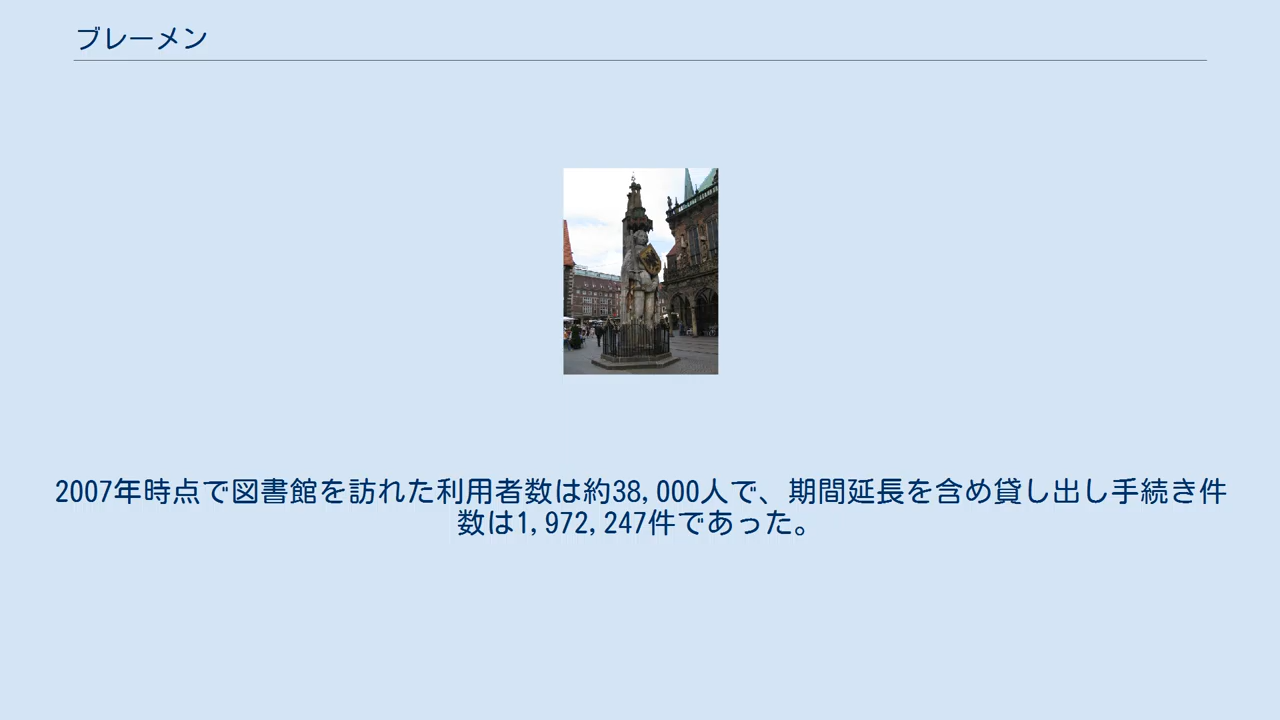 ブレーメン
2007年時点で図書館を訪れた利用者数は約38,000人で、期間延長を含め貸し出し手続き件
数は1,972,247件であった。